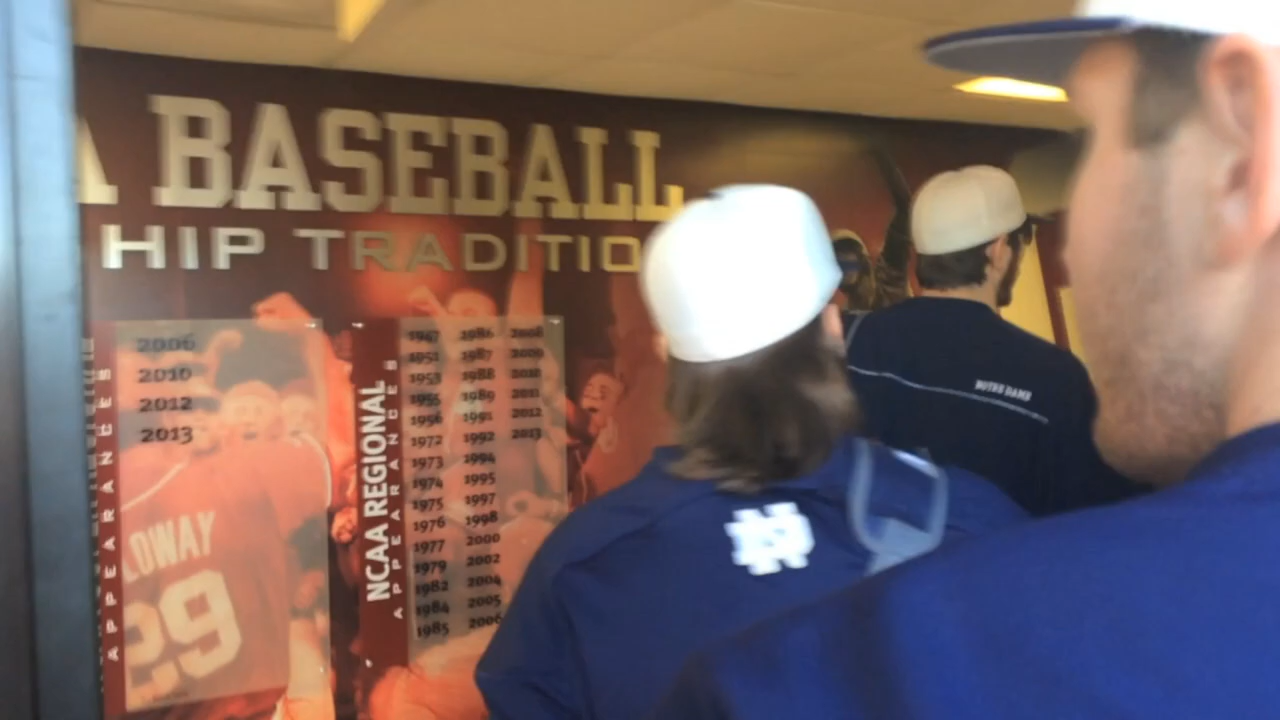 A BASEBALL
HIP TRADITIO
2006
2010
2012
2013
APPEARANCES
LOWAY
29
NCAA REGIONAL
APPEARANCES
1947 1986 2008
1951 1987 2009
1953 1988 2010
1955 1989 2011
1956 1991 2012
1972 1992 2013
1973 1994
1974 1995
1975 1997
1976 1998
1977 2000
1979 2002
1982 2004
1984 2005
1985 2006
NOTRE DAME
ND